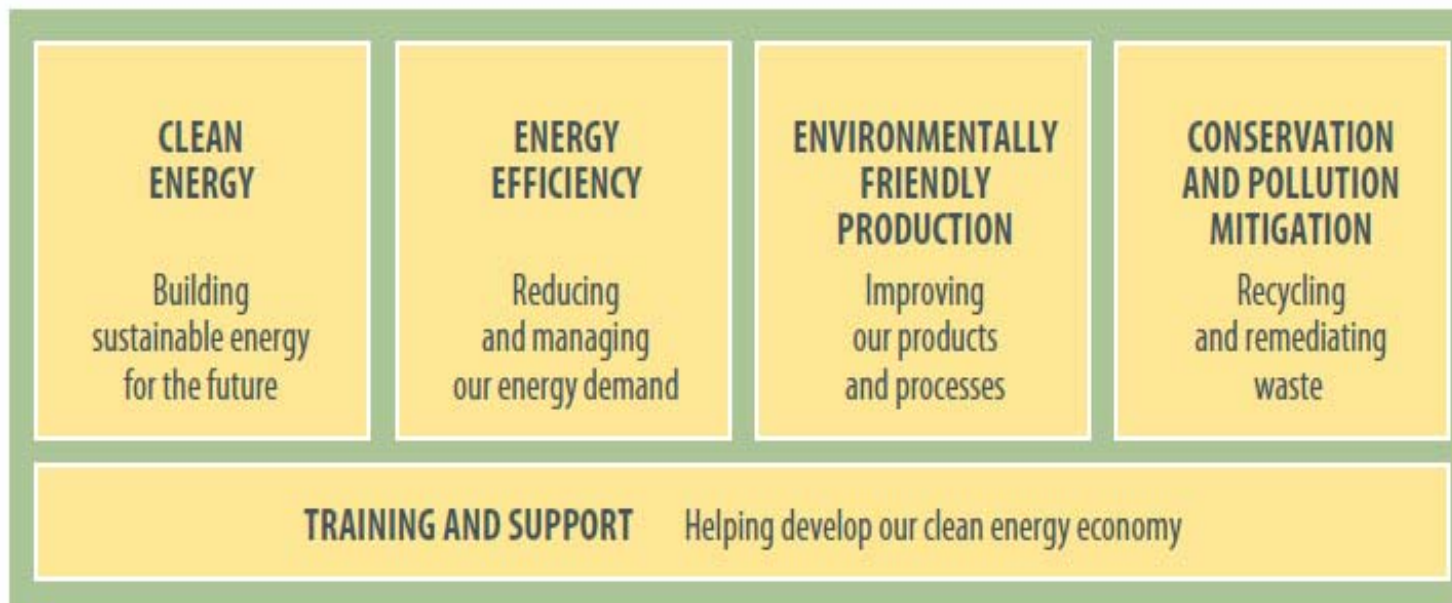 CLEAN
ENERGY
Building
sustainable energy
for the future
ENERGY
EFFICIENCY
Reducing
and managing
our energy demand
ENVIRONMENTALLY
FRIENDLY
PRODUCTION
Improving
our products
and processes
CONSERVATION
AND POLLUTION
MITIGATION
Recycling
and remediating
waste
TRAINING AND SUPPORT Helping develop our clean energy economy